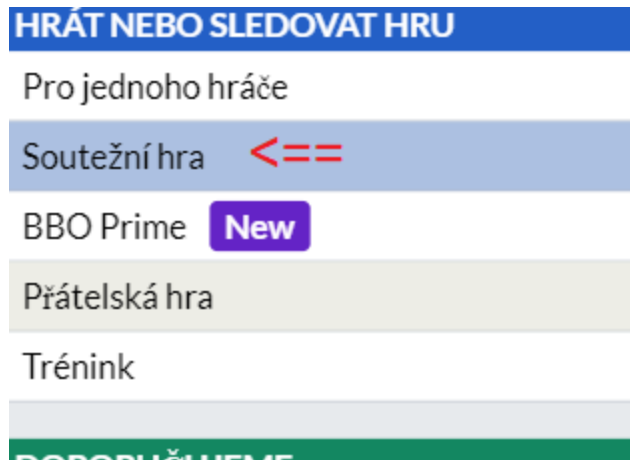 HRÁT NEBO SLEDOVAT HRU
Pro jednoho hráče
Soutežní hra <==
BBO Prime New
Přátelská hra
Trénink